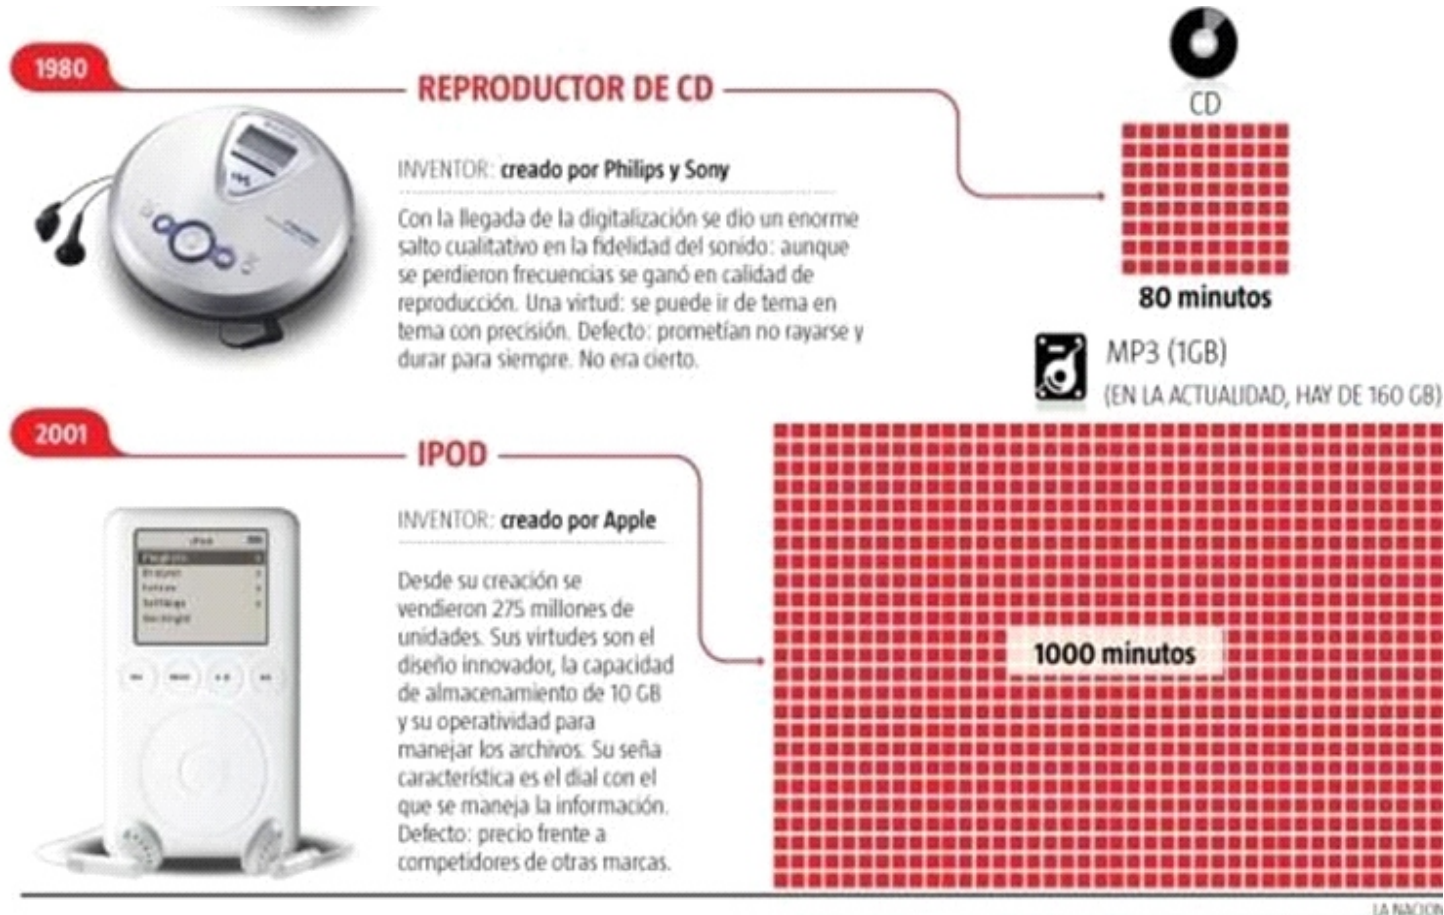 1980
REPRODUCTOR DE CD
INVENTOR: creado por Philips y Sony
Con la llegada de la digitalización se dio un enorme
salto cualitativo en la fidelidad del sonido: aunque
se perdieron frecuencias se ganó en calidad de
reproducción. Una virtud: se puede ir de tema en
tema con precisión. Defecto: prometían no rayarse y
durar para siempre. No era cierto.
CD
80 minutos
MP3 (1GB)
(EN LA ACTUALIDAD, HAY DE 160 GB)
2001
IPOD
INVENTOR: creado por Apple
Desde su creación se
vendieron 275 millones de
unidades. Sus virtudes son el
diseño innovador, la capacidad
de almacenamiento de 10 GB
y su operatividad para
manejar los archivos. Su seña
característica es el dial con el
que se maneja la información.
Defecto: precio frente a
competidores de otras marcas.
iPod
Settings
1000 minutos
LA NACION